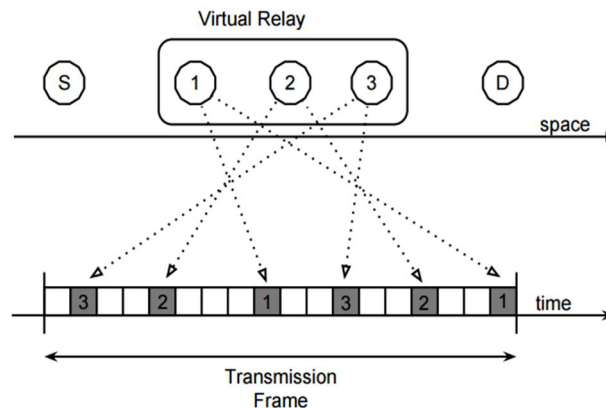 Virtual Relay
S 1 2 3 D
space
3 2 1 3 2 1 time
Transmission
Frame